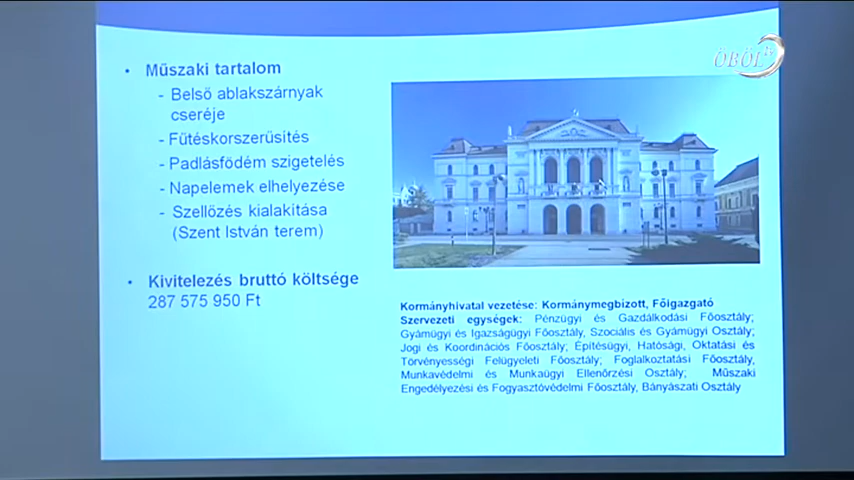 ÓBÖL
• Műszaki tartalom
- Belső ablakszárnyak
cseréje
- Fűtéskorszerűsítés
- Padlásfödém szigetelés
- Napelemek elhelyezése
- Szellőzés kialakítása
(Szent István terem)
• Kivitelezés bruttó költsége
287 575 950 Ft
Kormányhivatal vezetése: Kormánymegbízott, Főigazgató
Szervezeti egységek: Pénzügyi és Gazdálkodási Főosztály;
Gyámügyi és Igazságügyi Főosztály, Szociális és Gyámügyi Osztály;
Jogi és Koordinációs Főosztály; Építésügyi, Hatósági, Oktatási és
Törvényességi Felügyeleti Főosztály; Foglalkoztatási Főosztály,
Munkavédelmi és Munkaügyi Ellenőrzési Osztály; Műszaki
Engedélyezési és Fogyasztóvédelmi Főosztály, Bányászati Osztály